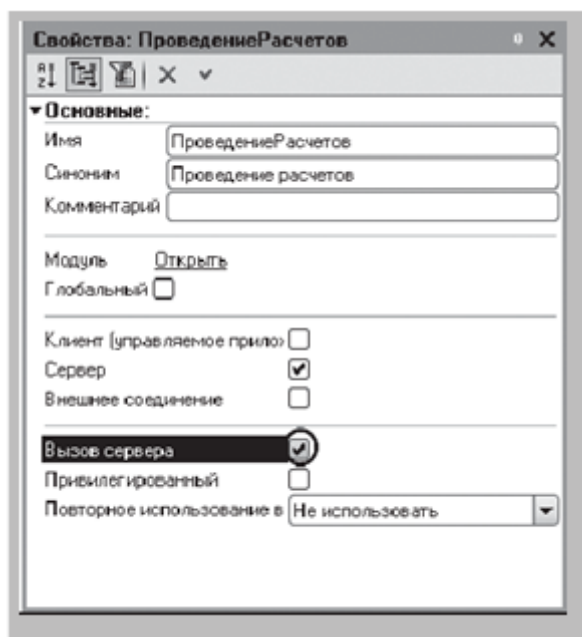 Свойства: ПроведениеРасчетов
Основные:
Имя ПроведениеРасчетов
Синоним Проведение расчетов
Комментарий
Модуль Открыть
Глобальный
Клиент (управляемое прило
Сервер
Внешнее соединение
Вызов сервера
Привилегированный
Повторное использование в Не использовать